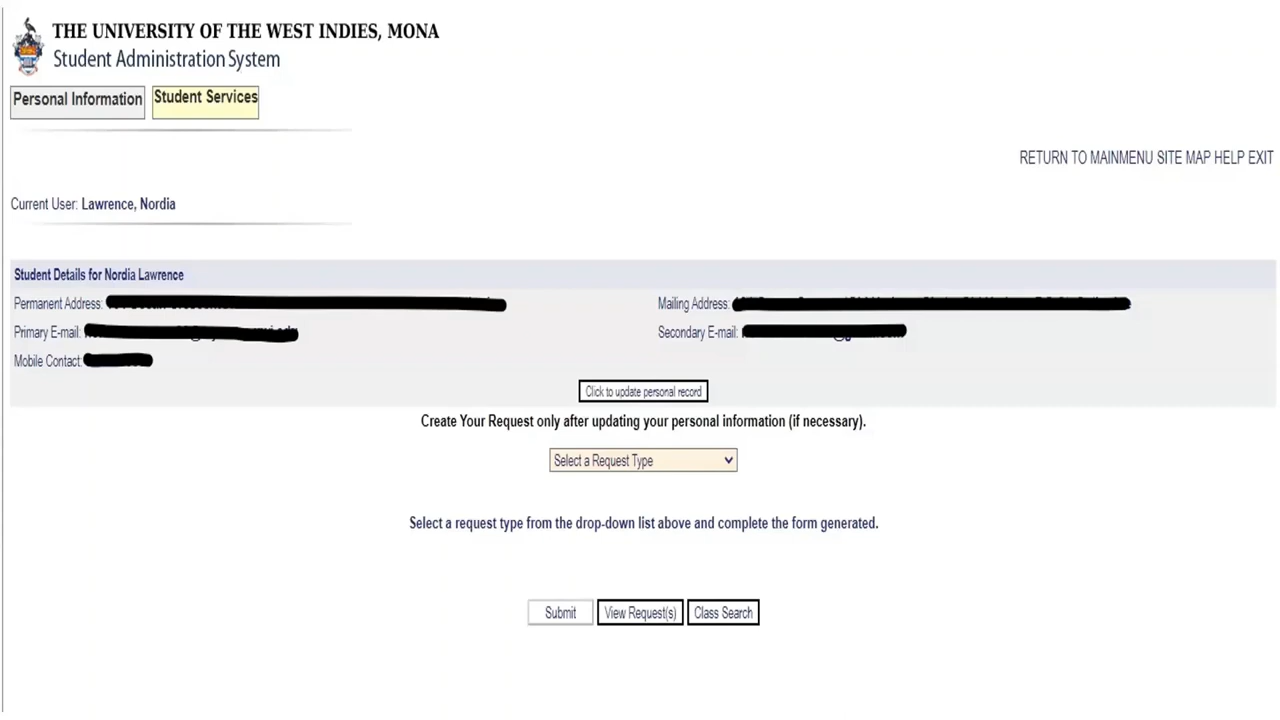 THE UNIVERSITY OF THE WEST INDIES, MONA
Student Administration System
Personal Information Student Services
RETURN TO MAINMENU SITE MAP HELP EXIT
Current User: Lawrence, Nordia
Student Details for Nordia Lawrence
Permanent Address: Mailing Address:
Primary E-mail: Secondary E-mail:
Mobile Contact:
Click to update personal record
Create Your Request only after updating your personal information (if necessary).
Select a Request Type
Select a request type from the drop-down list above and complete the form generated.
Submit View Request(s) Class Search